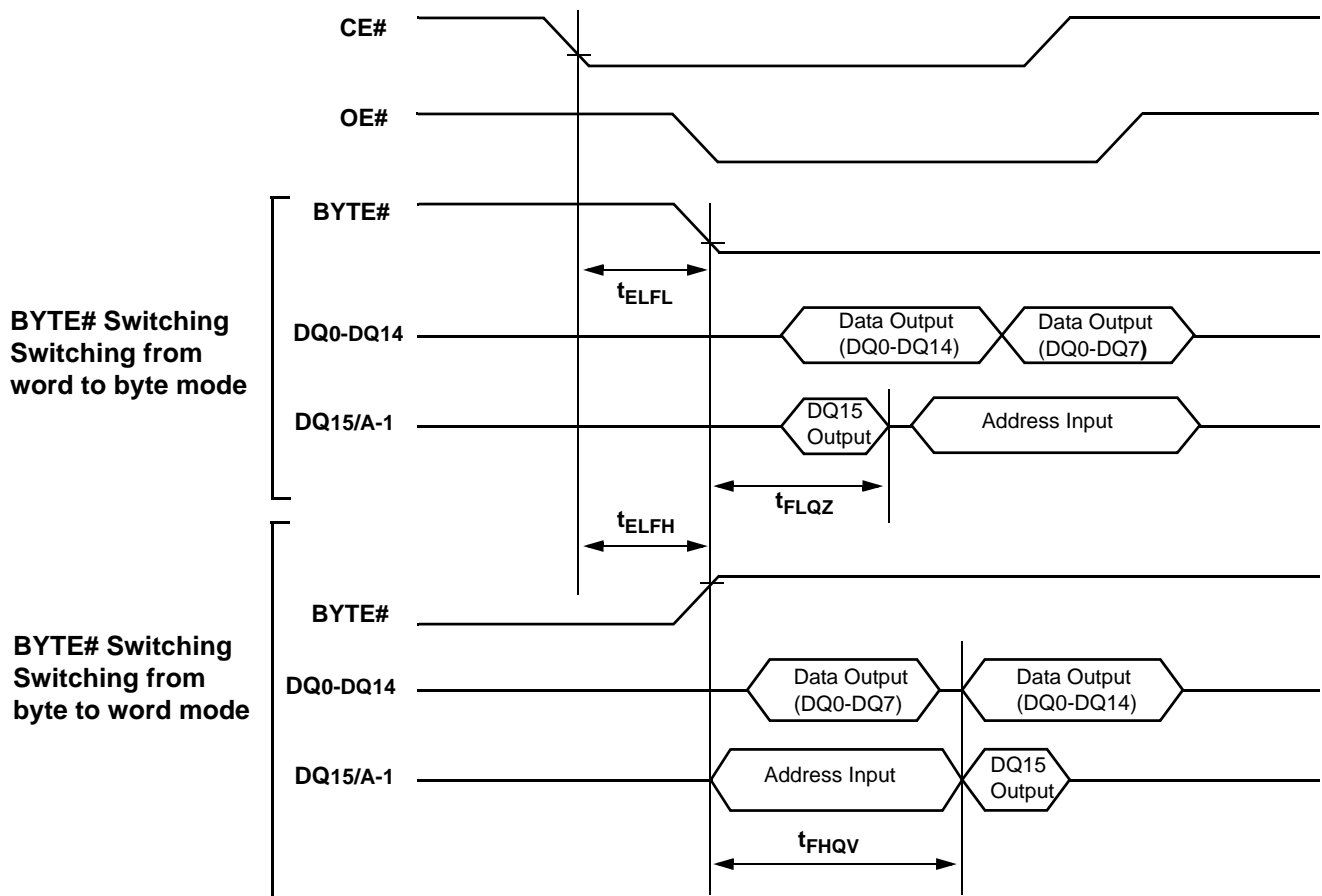 CE#
OE#
BYTE#
tELFL
BYTE# Switching
Switching from
word to byte mode
DQ0-DQ14
Data Output
(DQ0-DQ14)
Data Output
(DQ0-DQ7)
DQ15/A-1
DQ15
Output
Address Input
tFLQZ
tELFH
BYTE#
BYTE# Switching
Switching from
byte to word mode
DQ0-DQ14
Data Output
(DQ0-DQ7)
Data Output
(DQ0-DQ14)
DQ15/A-1
Address Input
DQ15
Output
tFHQV